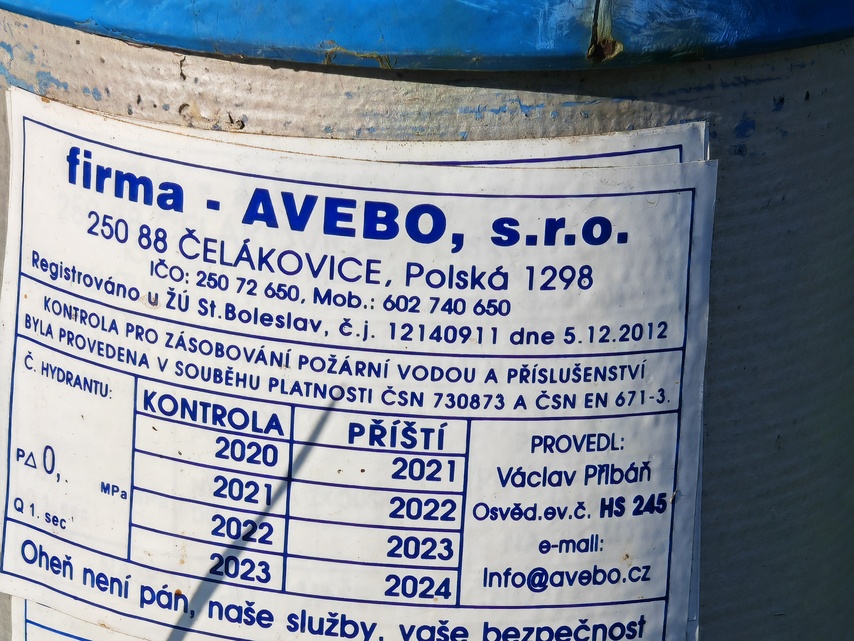 firma - AVEBO, s.r.o.
250 88 ČELÁKOVICE, Polská 1298
IČO: 250 72 650, Mob.: 602 740 650
Registrováno u ŽÚ St.Boleslav, č.j. 12140911 dne 5.12.2012
KONTROLA PRO ZÁSOBOVÁNÍ POŽÁRNÍ VODOU A PŘÍSLUŠENSTVÍ
BYLA PROVEDENA V SOUBĚHU PLATNOSTI ČSN 730873 A ČSN EN 671-3.
Č. HYDRANTU:
P∆ 0,. MPa
Q 1. sec
KONTROLA PŘÍŠTÍ
2020 2021
2021 2022
2022 2023
2023 2024
PROVEDL:
Václav Přibáň
Osvěd.ev.č. HS 245
e-mail:
Info@avebo.cz
Oheň není pán, naše služby, vaše bezpečnost